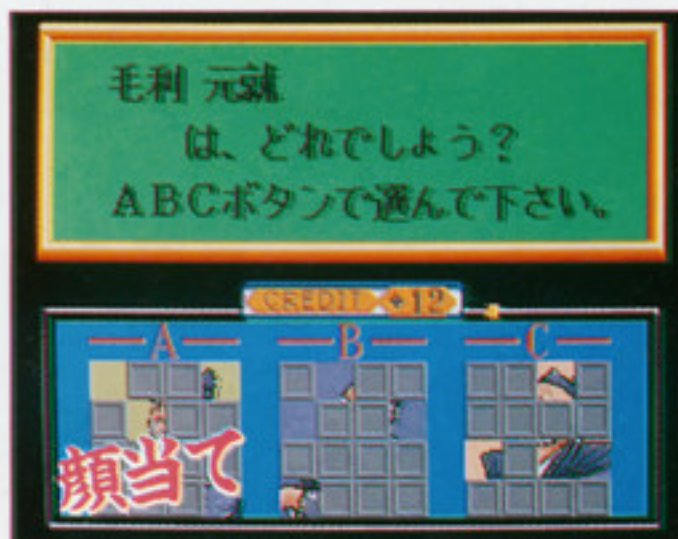 毛利 元就
は、どれでしょう?
ABCボタンで選んで下さい。
CREDIT 12
A B C
顔当て